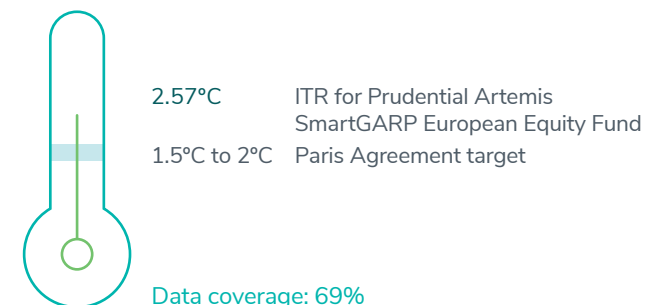 2.57°C ITR for Prudential Artemis
SmartGARP European Equity Fund
1.5°C to 2°C Paris Agreement target
Data coverage: 69%